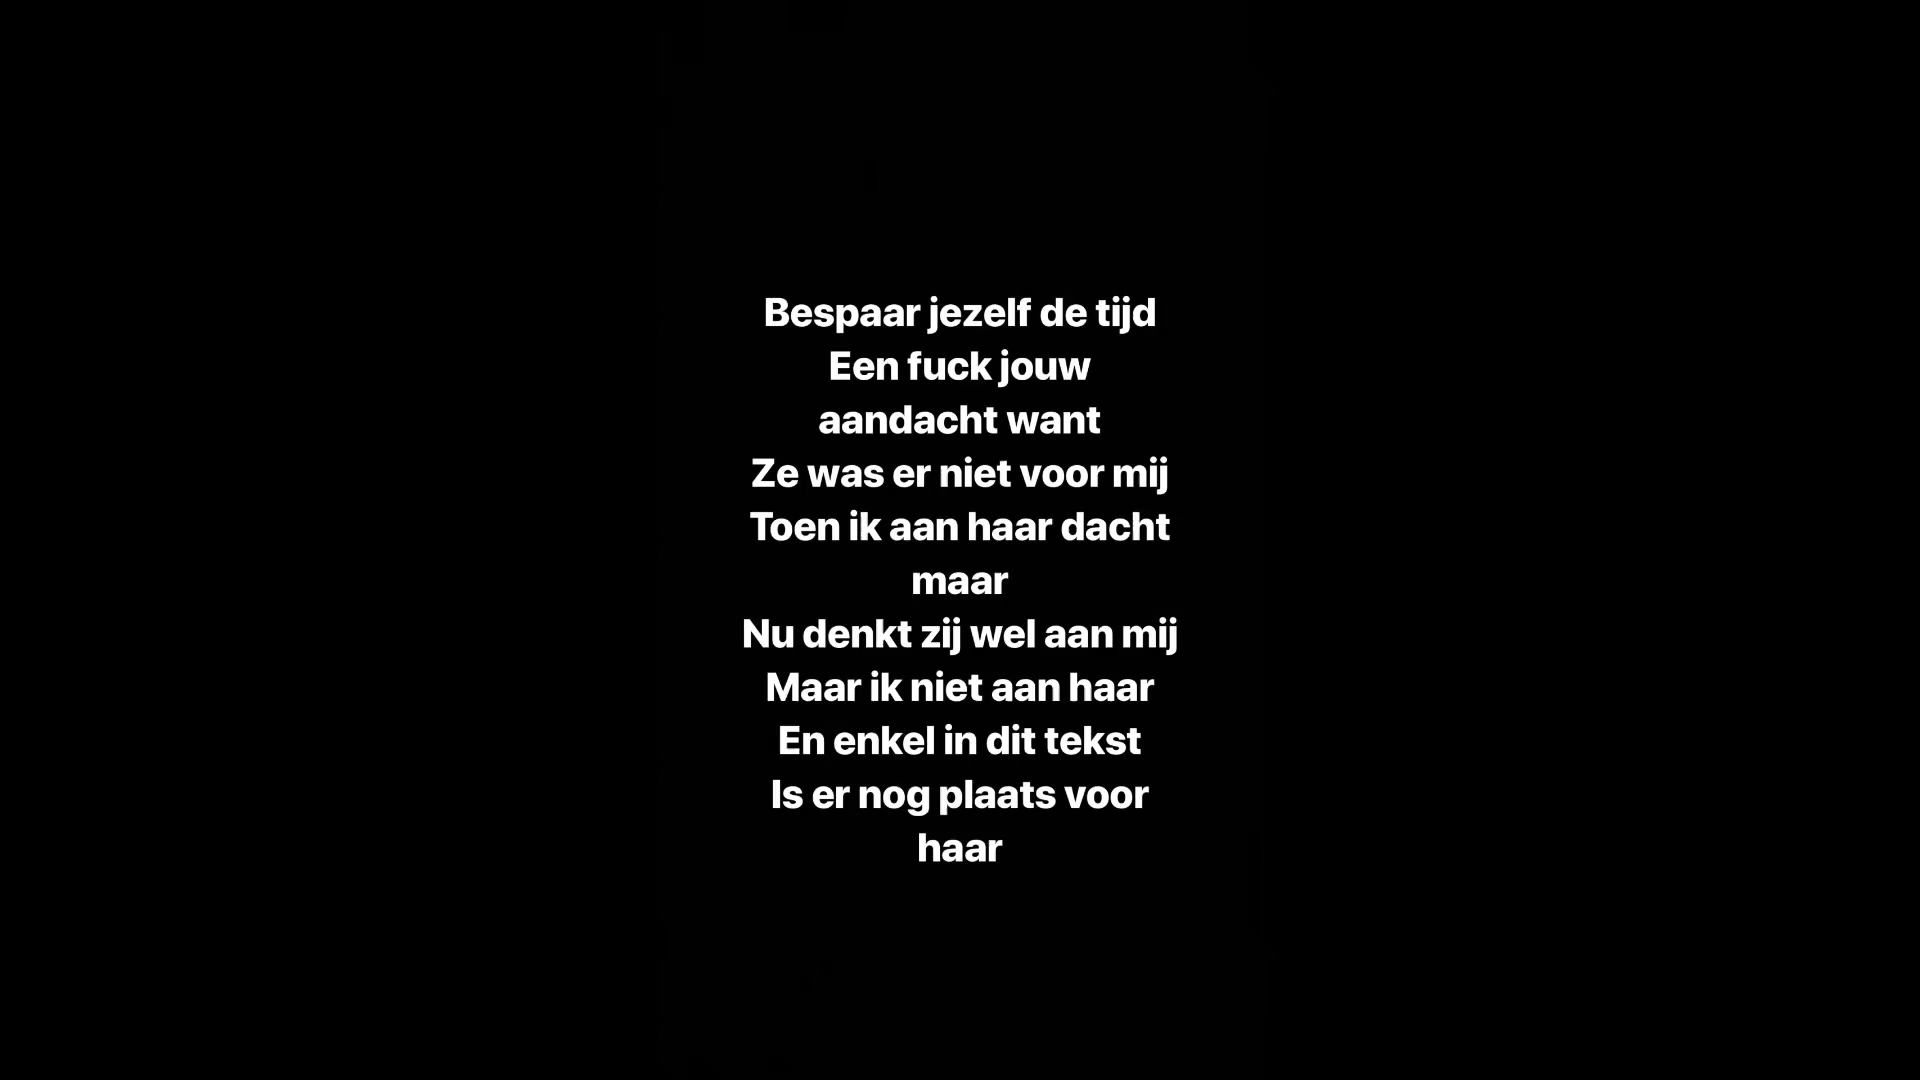 Bespaar jezelf de tijd
Een fuck jouw
aandacht want
Ze was er niet voor mij
Toen ik aan haar dacht
maar
Nu denkt zij wel aan mij
Maar ik niet aan haar
En enkel in dit tekst
Is er nog plaats voor
haar